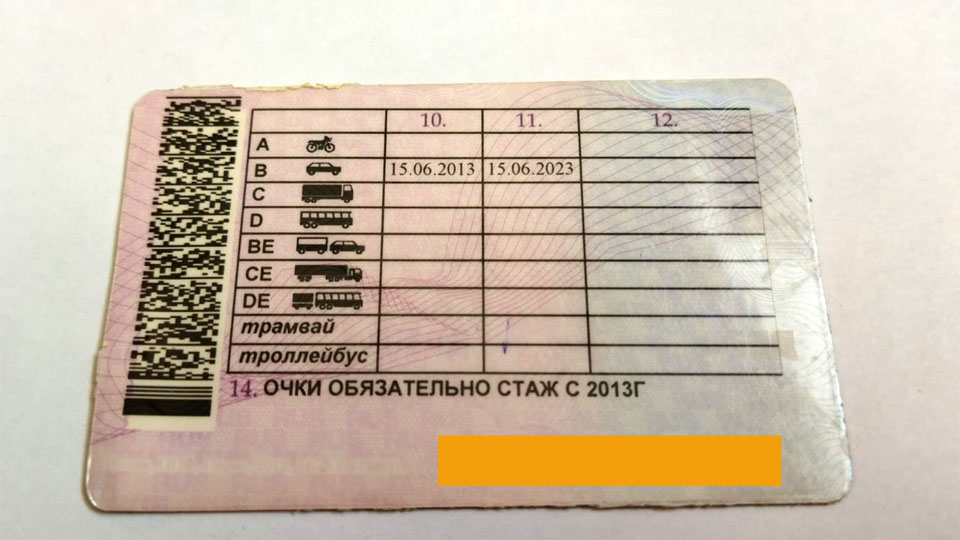 10. 11. 12.
A
B 15.06.2013 15.06.2023
C
D
BE
CE
DE
трамвай
троллейбус
14. ОЧКИ ОБЯЗАТЕЛЬНО СТАЖ С 2013Г